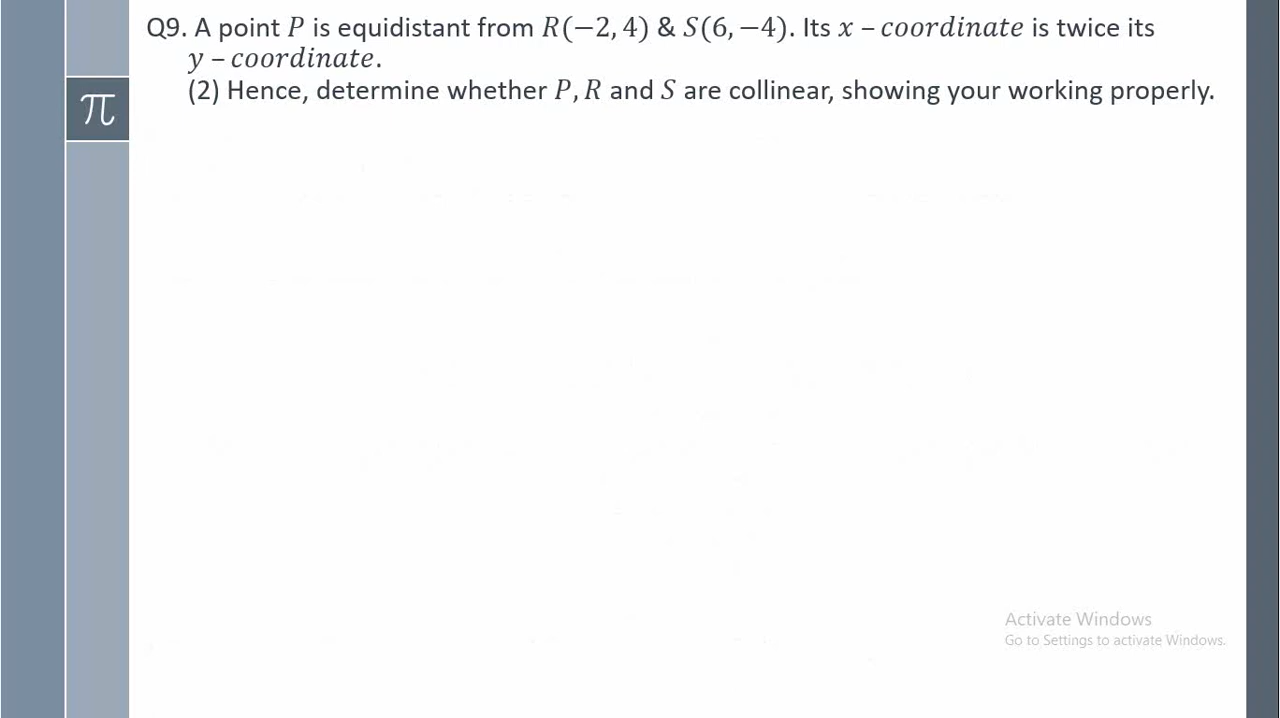 Q9. A point P is equidistant from R(−2, 4) & S(6, −4). Its x – coordinate is twice its
y – coordinate.
(2) Hence, determine whether P, R and S are collinear, showing your working properly.
π
Activate Windows
Go to Settings to activate Windows.